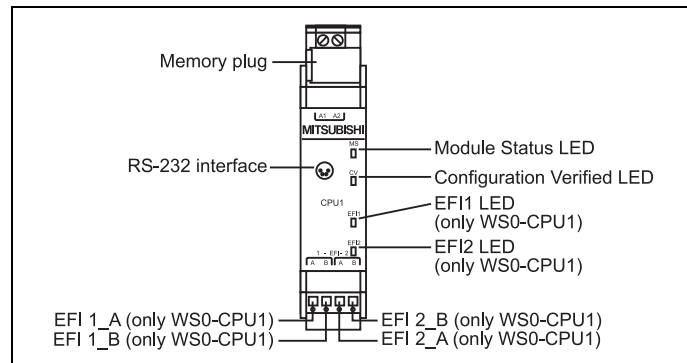 Memory plug
A1 A2
MITSUBISHI
MS
Module Status LED
RS-232 interface
CV
Configuration Verified LED
CPU1
EFI1
EFI1 LED
(only WS0-CPU1)
EFI2
EFI2 LED
(only WS0-CPU1)
1 - EFI- 2
A B A B
EFI 1_A (only WS0-CPU1)
EFI 2_B (only WS0-CPU1)
EFI 1_B (only WS0-CPU1)
EFI 2_A (only WS0-CPU1)